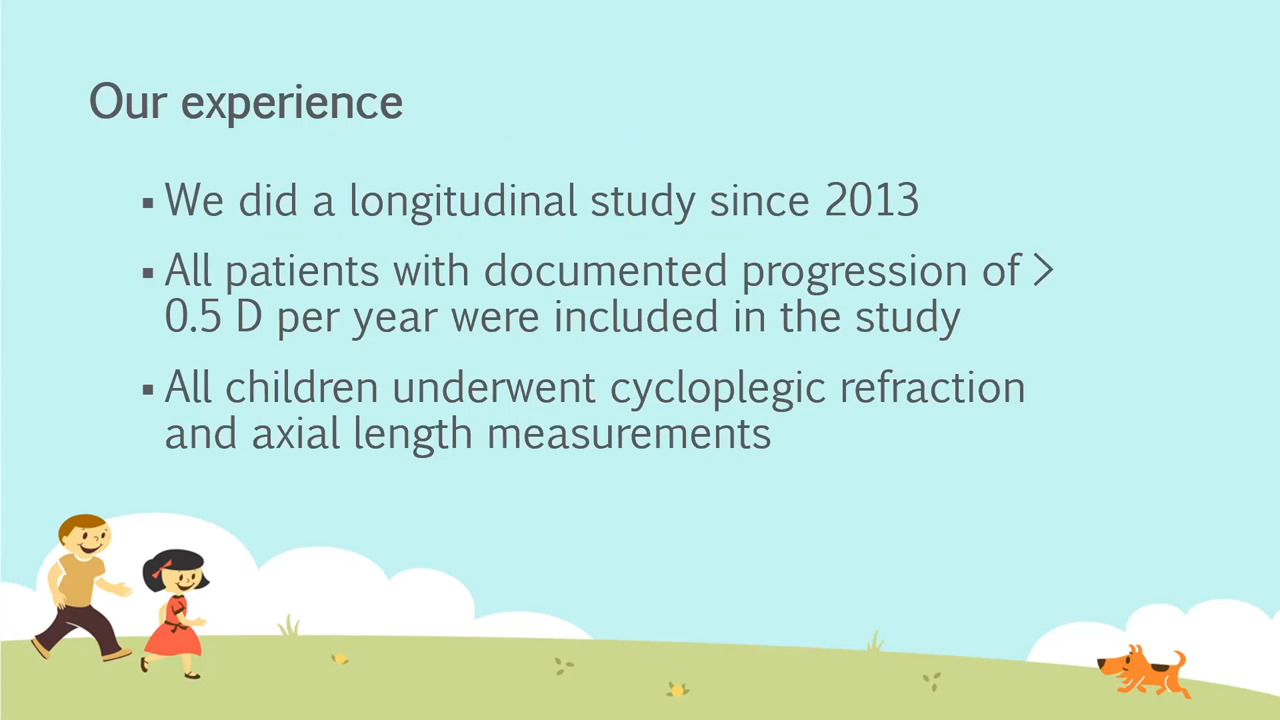 Our experience
▪ We did a longitudinal study since 2013
▪ All patients with documented progression of >
0.5 D per year were included in the study
▪ All children underwent cycloplegic refraction
and axial length measurements